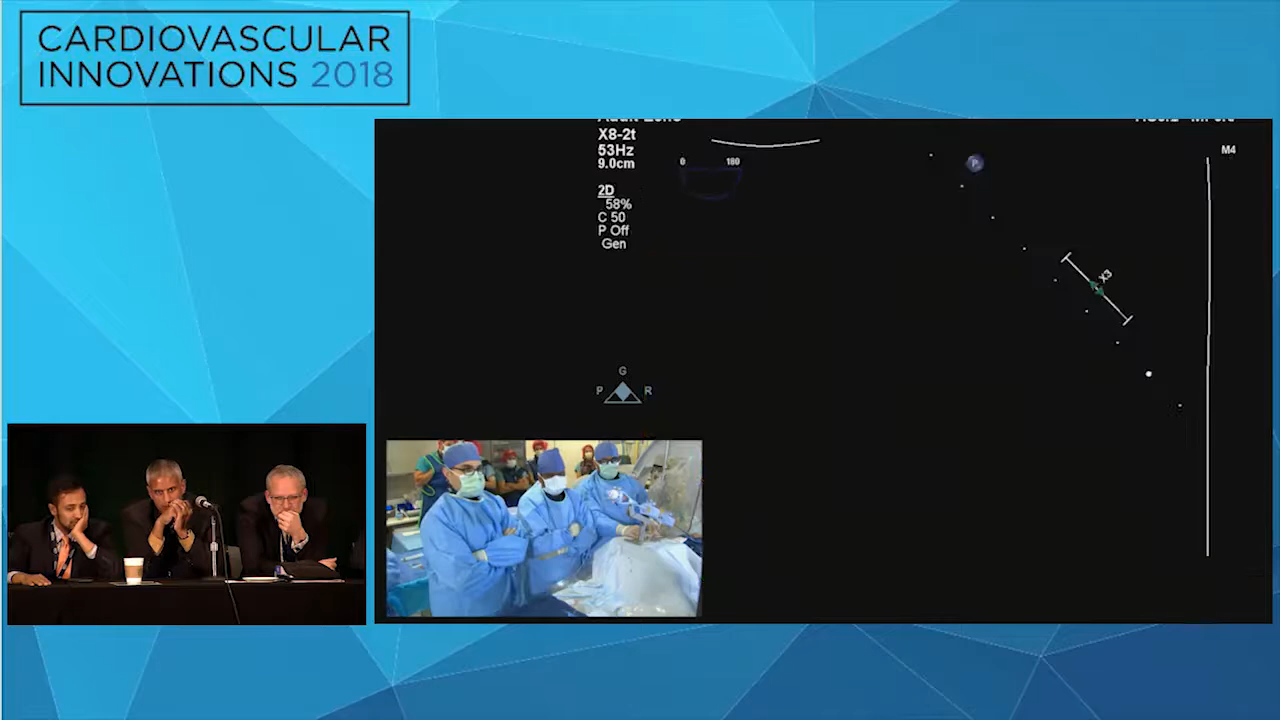 CARDIOVASCULAR
INNOVATIONS 2018
X8-2t
53Hz
9.0cm
0 180
2D
58%
C 50
P Off
Gen
P
X3
M4
G
P R